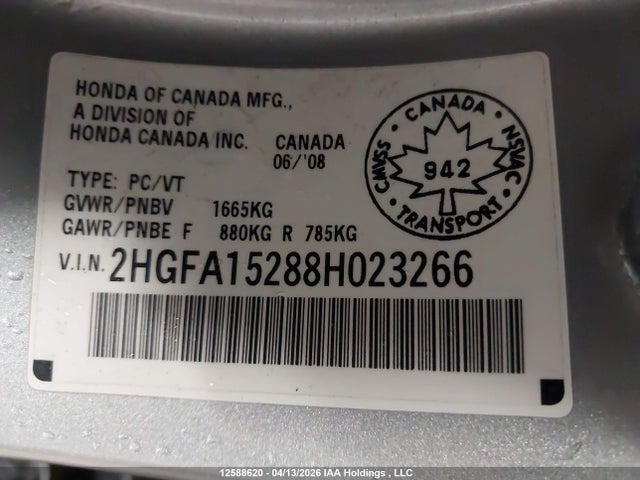 HONDA OF CANADA MFG.,
A DIVISION OF
HONDA CANADA INC. CANADA
06/'08
TYPE: PC/VT
GVWR/PNBV 1665KG
GAWR/PNBE F 880KG R 785KG
V.I.N. 2HGFA15288H023266
CANADA
CMVSS NSVAC
942
TRANSPORT
12588620 - 04/13/2026 IAA Holdings , LLC